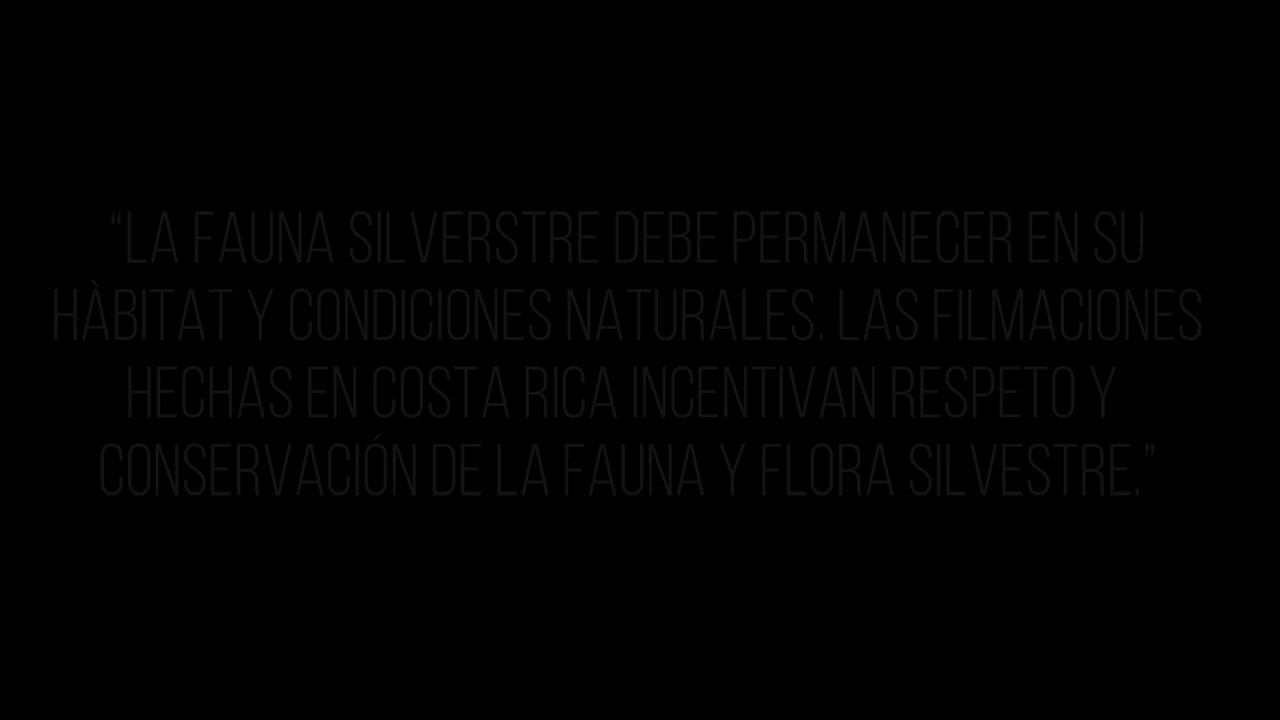 “LA FAUNA SILVERSTRE DEBE PERMANECER EN SU
HÀBITAT Y CONDICIONES NATURALES. LAS FILMACIONES
HECHAS EN COSTA RICA INCENTIVAN RESPETO Y
CONSERVACIÓN DE LA FAUNA Y FLORA SILVESTRE.”